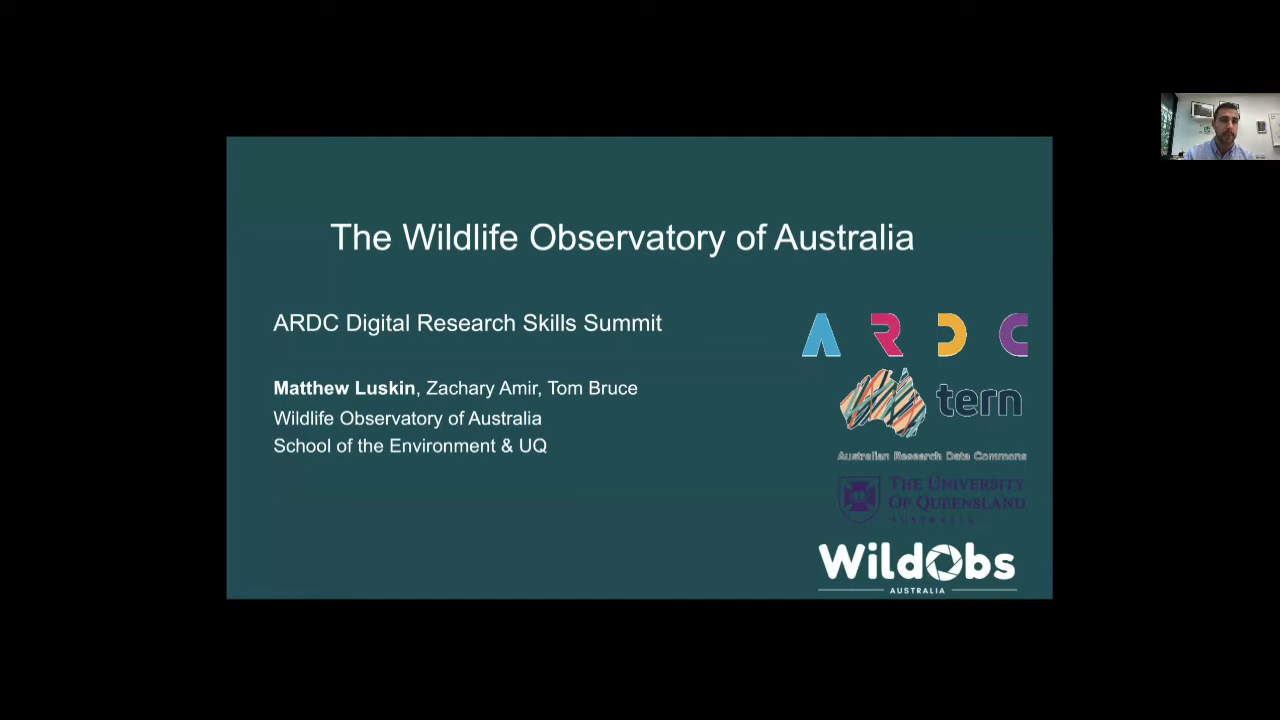 The Wildlife Observatory of Australia
ARDC Digital Research Skills Summit
Matthew Luskin, Zachary Amir, Tom Bruce
Wildlife Observatory of Australia
School of the Environment & UQ
ARDC
tern
Australian Research Data Commons
THE UNIVERSITY
OF QUEENSLAND
AUSTRALIA
WildObs
AUSTRALIA